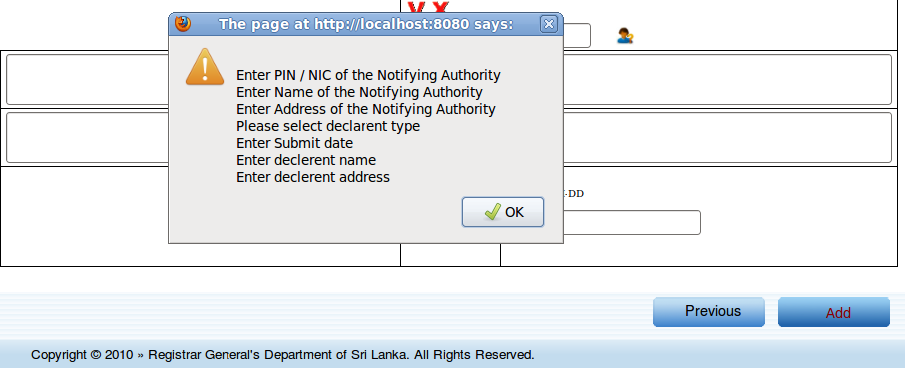 The page at http://localhost:8080 says:
Enter PIN / NIC of the Notifying Authority
Enter Name of the Notifying Authority
Enter Address of the Notifying Authority
Please select declarent type
Enter Submit date
Enter declerent name
Enter declerent address
OK
-DD
Previous
Add
Copyright © 2010 » Registrar General's Department of Sri Lanka. All Rights Reserved.